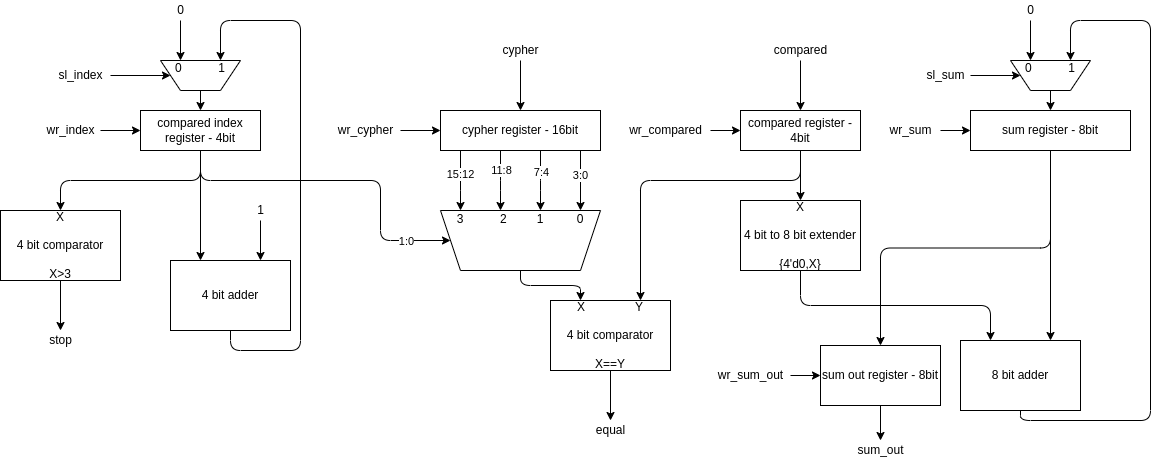 0
0
cypher
compared
sl_index
0 1
sl_sum
0 1
wr_index
compared index
register - 4bit
wr_cypher
cypher register - 16bit
wr_compared
compared register -
4bit
wr_sum
sum register - 8bit
15:12
11:8
7:4
3:0
X
4 bit comparator
X>3
1
3 2 1 0
1:0
X
4 bit to 8 bit extender
{4'd0,X}
4 bit adder
stop
X Y
4 bit comparator
X==Y
wr_sum_out
sum out register - 8bit
8 bit adder
equal
sum_out